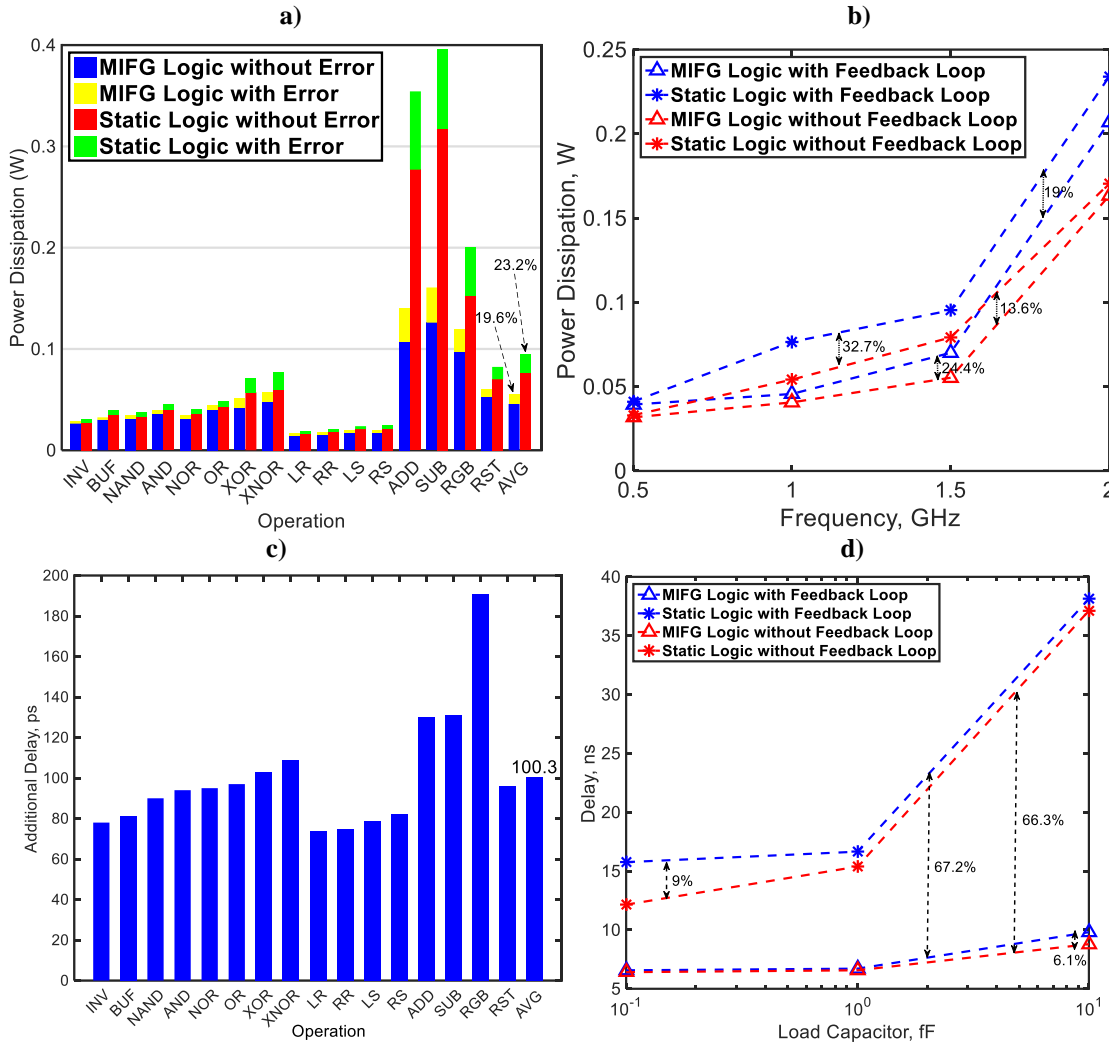 a)
0.4
0.3
0.2
0.1
0
Power Dissipation (W)
MIFG Logic without Error
MIFG Logic with Error
Static Logic without Error
Static Logic with Error
19.6%
23.2%
INV BUF NAND AND NOR OR XOR XNOR LR RR LS RS ADD SUB RGB RST AVG
Operation
b)
0.25
0.2
0.15
0.1
0.05
0
Power Dissipation, W
MIFG Logic with Feedback Loop
Static Logic with Feedback Loop
MIFG Logic without Feedback Loop
Static Logic without Feedback Loop
19%
13.6%
32.7%
24.4%
0.5 1 1.5 2
Frequency, GHz
c)
200
180
160
140
120
100
80
60
40
20
0
Additional Delay, ps
100.3
INV BUF NAND AND NOR OR XOR XNOR LR RR LS RS ADD SUB RGB RST AVG
Operation
d)
40
35
30
25
20
15
10
5
Delay, ns
MIFG Logic with Feedback Loop
Static Logic with Feedback Loop
MIFG Logic without Feedback Loop
Static Logic without Feedback Loop
9%
67.2%
66.3%
6.1%
10⁻¹ 10⁰ 10¹
Load Capacitor, fF